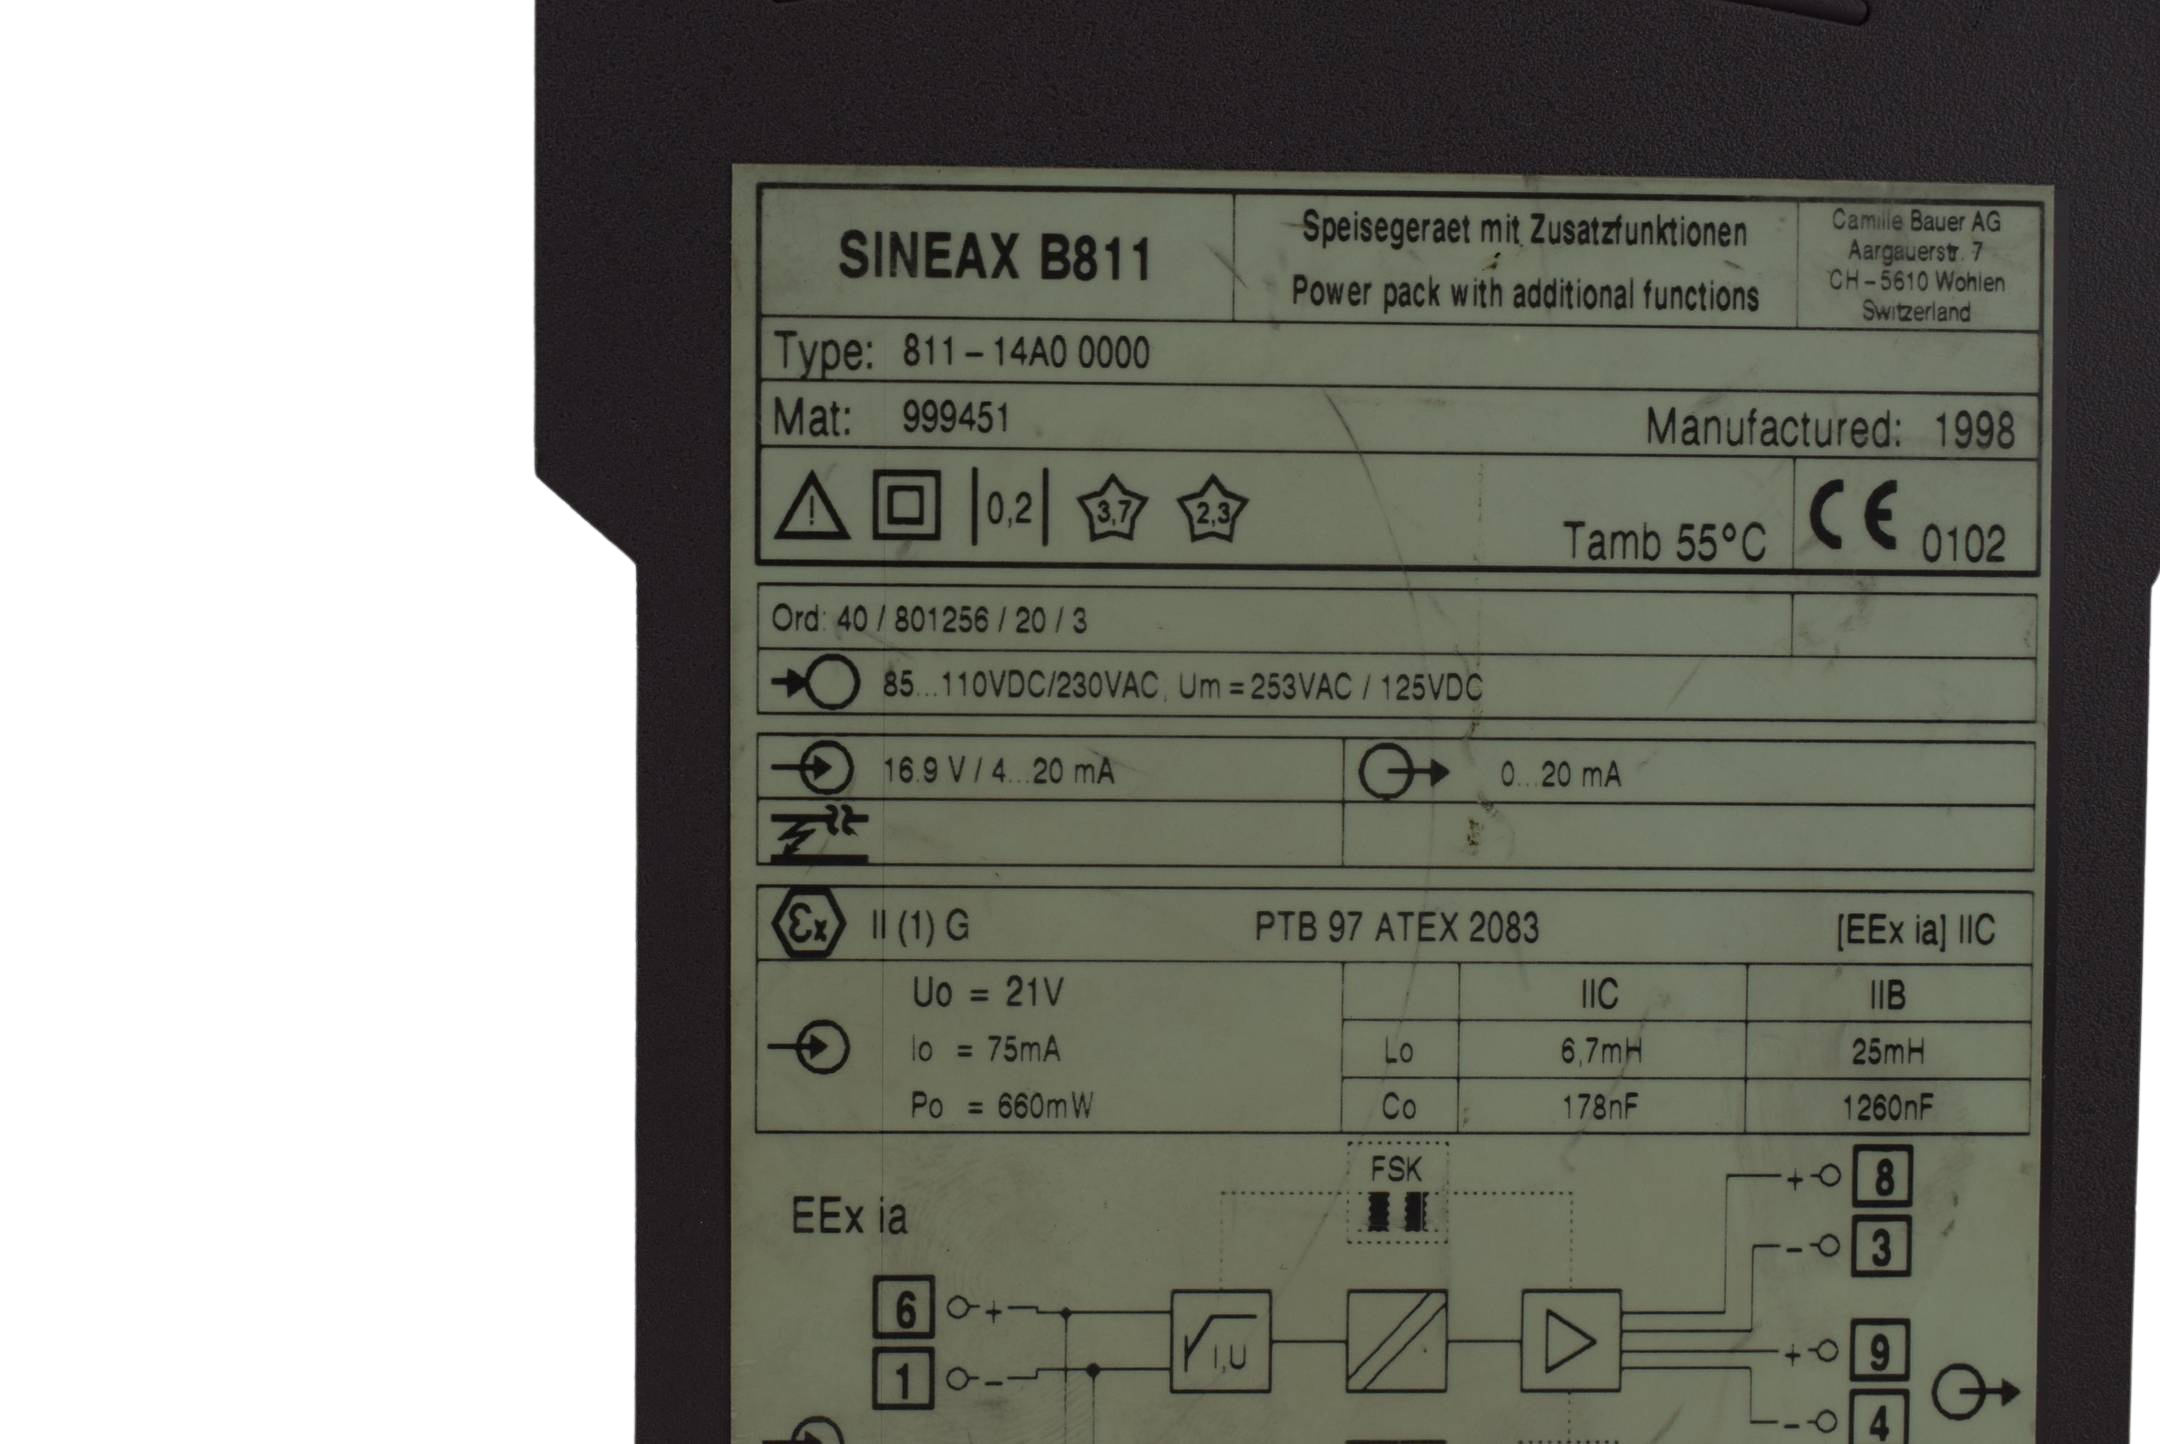 SINEAX B811
Speisegeraet mit Zusatzfunktionen
Power pack with additional functions
Camille Bauer AG
Aargauerstr. 7
CH – 5610 Wohlen
Switzerland
Type: 811 – 14A0 0000
Mat: 999451
Manufactured: 1998
! 0,2 3,7 2,3
Tamb 55°C
CE 0102
Ord: 40 / 801256 / 20 / 3
85...110VDC/230VAC, Um = 253VAC / 125VDC
16.9 V / 4...20 mA
0...20 mA
Ex II (1) G PTB 97 ATEX 2083 [EEx ia] IIC
Uo = 21V
Io = 75mA
Po = 660mW
IIC IIB
Lo 6,7mH 25mH
Co 178nF 1260nF
FSK
EEx ia
+ 8
– 3
6 +
1 –
I,U
+ 9
– 4